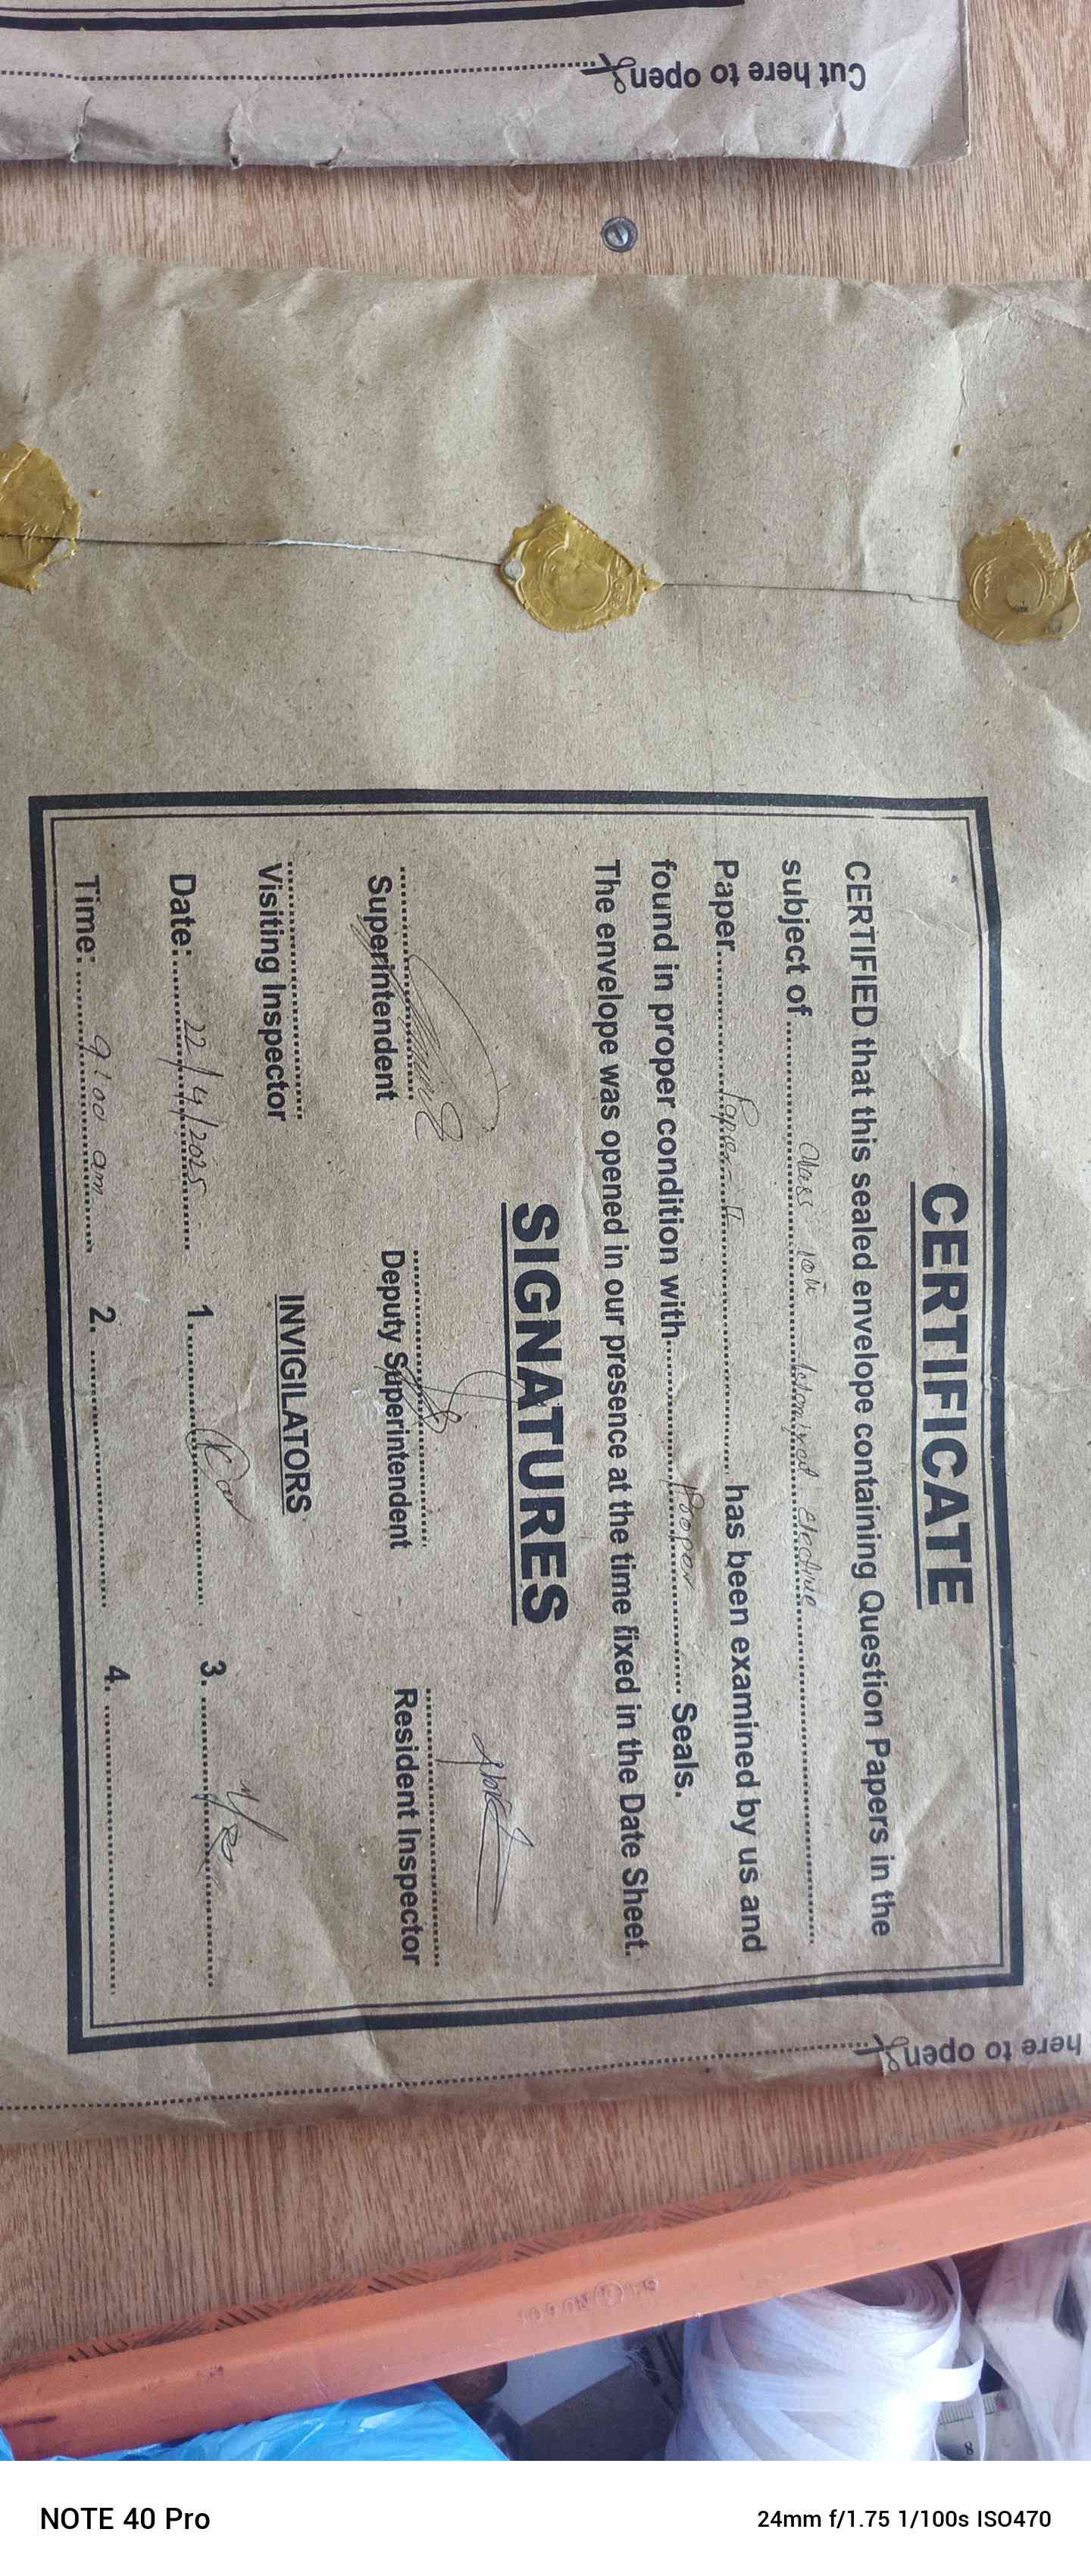 Cut here to open
CERTIFICATE
CERTIFIED that this sealed envelope containing Question Papers in the
subject of Class 10th
Paper Paper-II has been examined by us and
found in proper condition with Proper Seals.
The envelope was opened in our presence at the time fixed in the Date Sheet.
SIGNATURES
Superintendent Deputy Superintendent Resident Inspector
Visiting Inspector INVIGILATORS
Date: 22/4/2025 1. 3.
Time: 9:00 am 2. 4.
here to open
NOTE 40 Pro 24mm f/1.75 1/100s ISO470